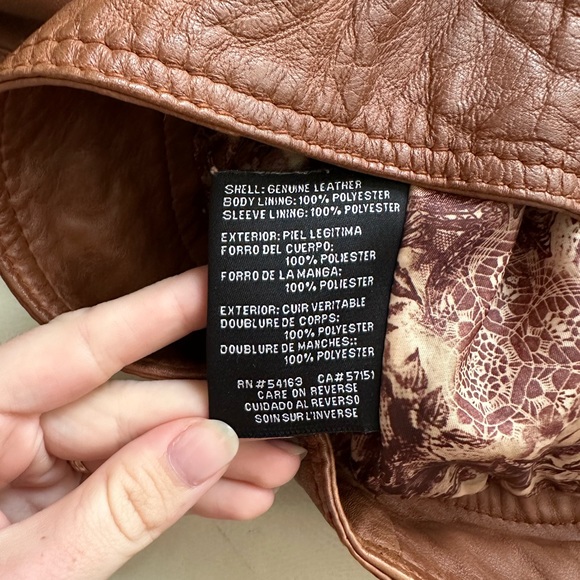 SHELL: GENUINE LEATHER
BODY LINING: 100% POLYESTER
SLEEVE LINING: 100% POLYESTER
EXTERIOR: PIEL LEGITIMA
FORRO DEL CUERPO:
100% POLIESTER
FORRO DE LA MANGA:
100% POLIESTER
EXTERIOR: CUIR VERITABLE
DOUBLURE DE CORPS:
100% POLYESTER
DOUBLURE DE MANCHES::
100% POLYESTER
RN#54163 CA#57151
CARE ON REVERSE
CUIDADO AL REVERSO
SOIN SUR L'INVERSE